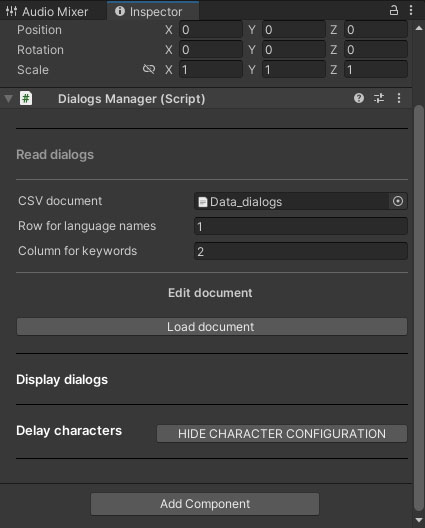 Audio Mixer Inspector
Position X 0 Y 0 Z 0
Rotation X 0 Y 0 Z 0
Scale X 1 Y 1 Z 1
# Dialogs Manager (Script) ?
Read dialogs
CSV document Data_dialogs
Row for language names 1
Column for keywords 2
Edit document
Load document
Display dialogs
Delay characters HIDE CHARACTER CONFIGURATION
Add Component